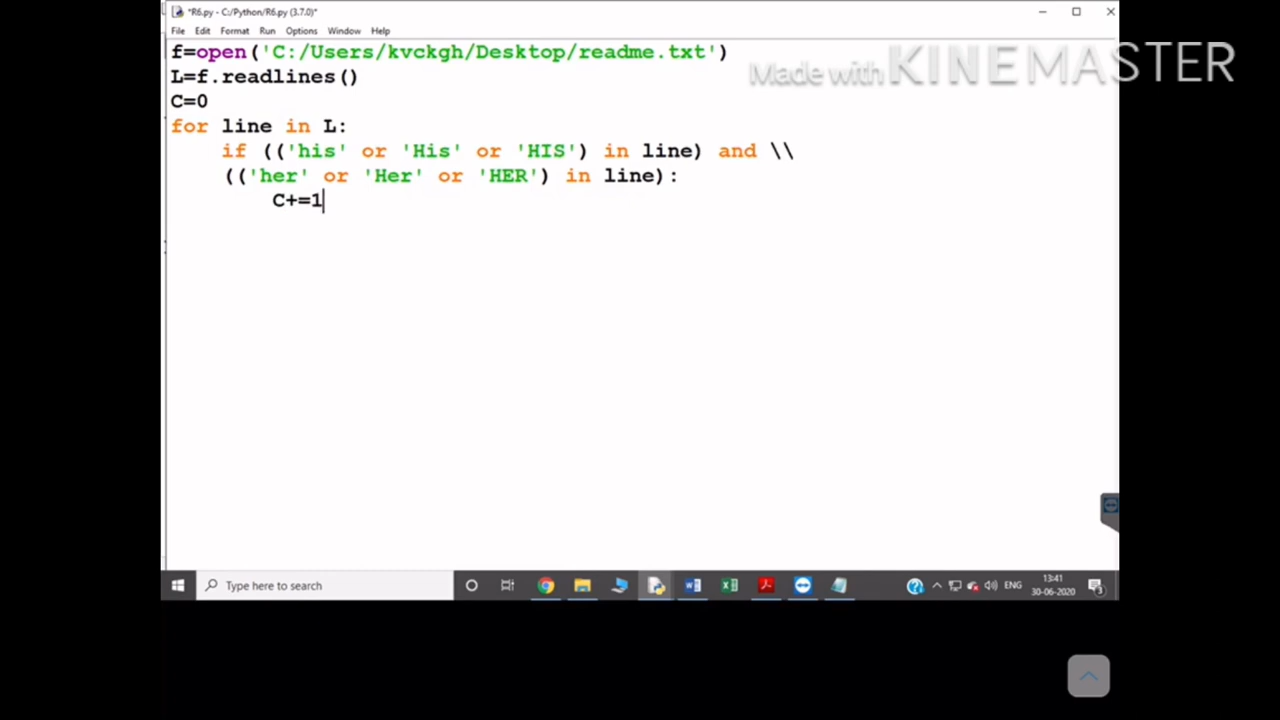 *R6.py - C:/Python/R6.py (3.7.0)*
File Edit Format Run Options Window Help
f=open('C:/Users/kvckgh/Desktop/readme.txt')
Made with KINEMASTER
L=f.readlines()
C=0
for line in L:
    if (('his' or 'His' or 'HIS') in line) and \\
    (('her' or 'Her' or 'HER') in line):
        C+=1
Type here to search
ENG
13:41
30-06-2020
3